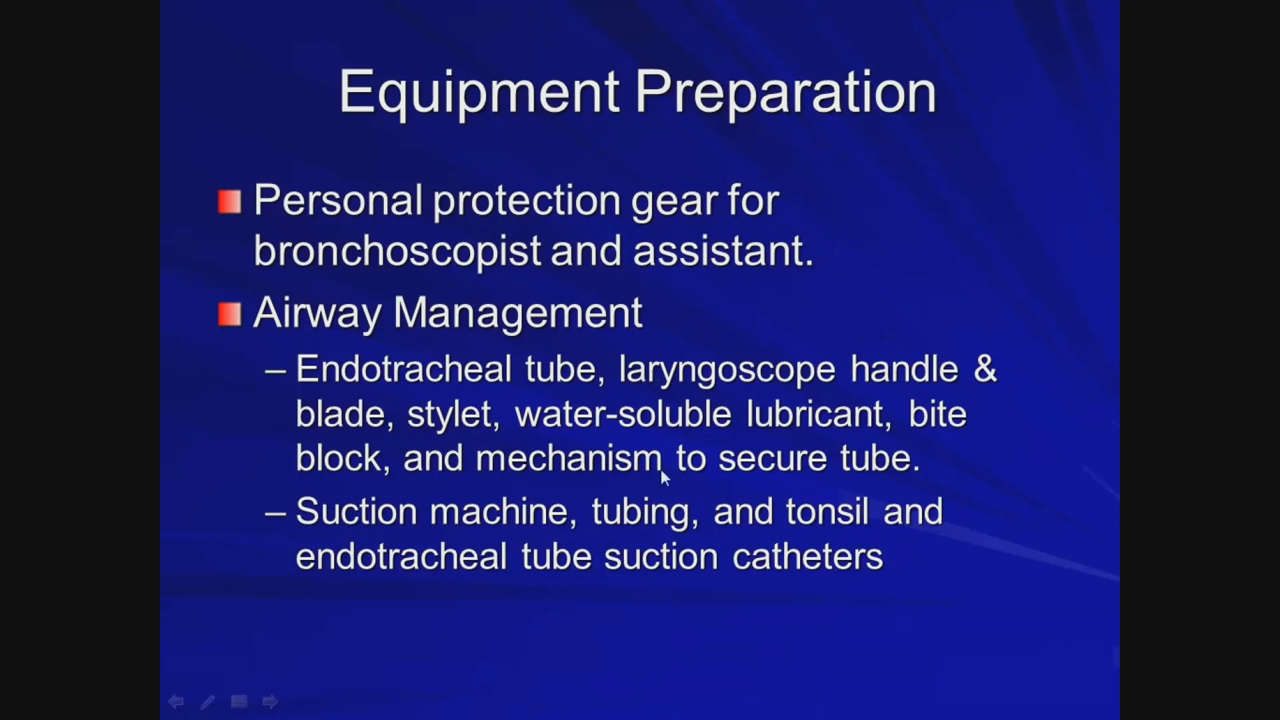 Equipment Preparation
Personal protection gear for
bronchoscopist and assistant.
Airway Management
– Endotracheal tube, laryngoscope handle &
blade, stylet, water-soluble lubricant, bite
block, and mechanism to secure tube.
– Suction machine, tubing, and tonsil and
endotracheal tube suction catheters